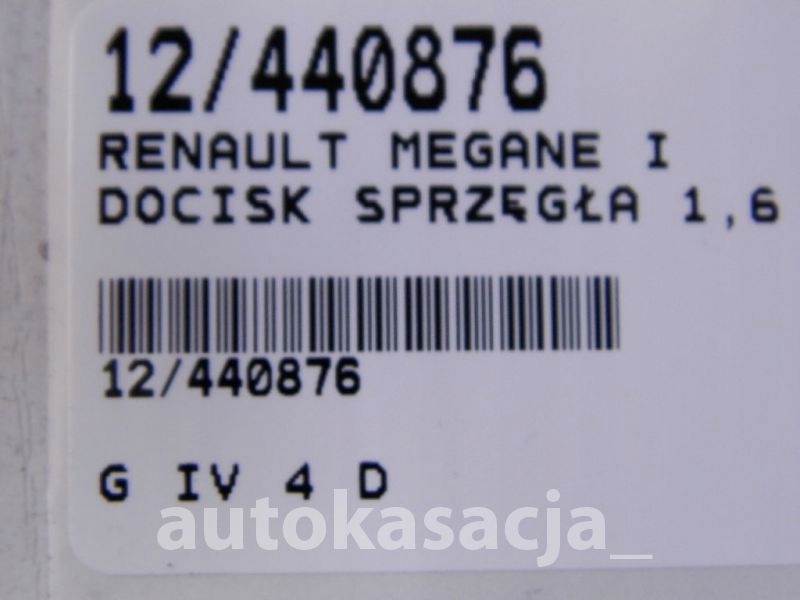 12/440876
RENAULT MEGANE I
DOCISK SPRZĘGŁA 1,6
12/440876
G IV 4 D
autokasacja_